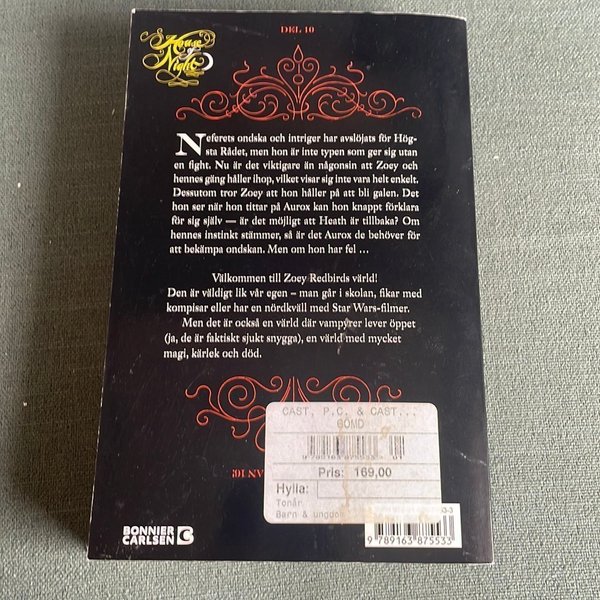 DEL 10
House of Night
Neferets ondska och intriger har avslöjats för Hög-
sta Rådet, men hon är inte typen som ger sig utan
en fight. Nu är det viktigare än någonsin att Zoey och
hennes gäng håller ihop, vilket visar sig inte vara helt enkelt.
Dessutom tror Zoey att hon håller på att bli galen. Det
hon ser när hon tittar på Aurox kan hon knappt förklara
för sig själv — är det möjligt att Heath är tillbaka? Om
hennes instinkt stämmer, så är det Aurox de behöver för
att bekämpa ondskan. Men om hon har fel ...
Välkommen till Zoey Redbirds värld!
Den är väldigt lik vår egen – man går i skolan, fikar med
kompisar eller har en nördkväll med Star Wars-filmer.
Men det är också en värld där vampyrer lever öppet
(ja, de är faktiskt sjukt snygga), en värld med mycket
magi, kärlek och död.
CAST, P.C. & CAST...
GÖMD
9789163875533 01
Pris: 169,00
Hylla:
Tonår
Barn & ungdom
BONNIER
CARLSEN
9 789163 875533